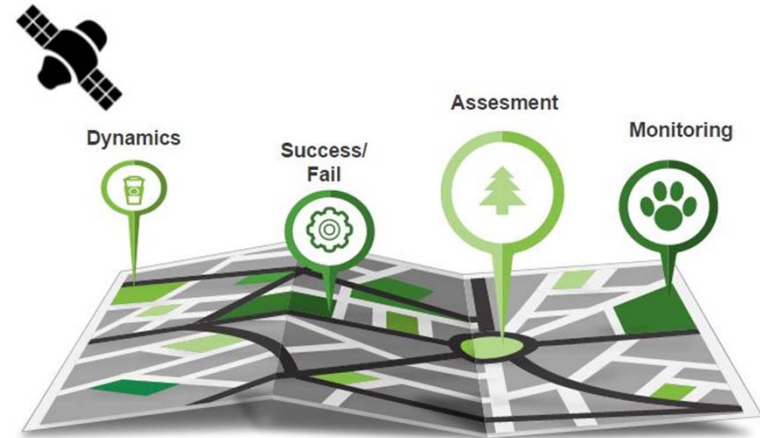 Dynamics
Success/
Fail
Assesment
Monitoring